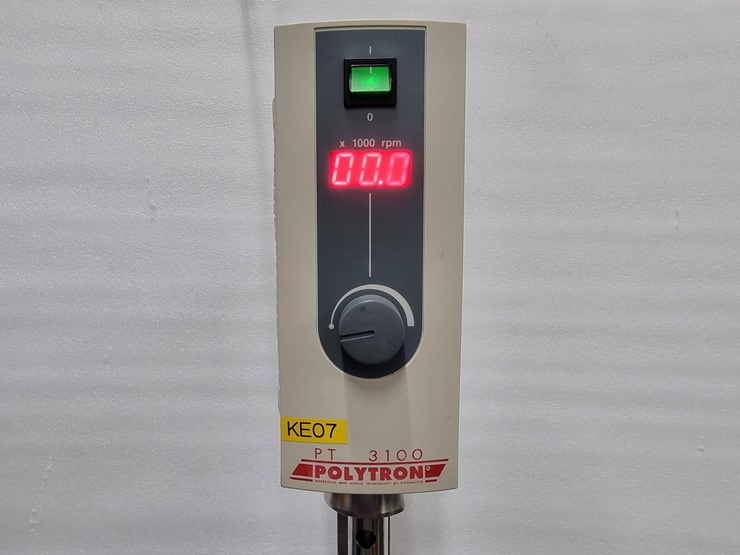 I
0
x 1000 rpm
00.0
KE07
PT 3100
POLYTRON®